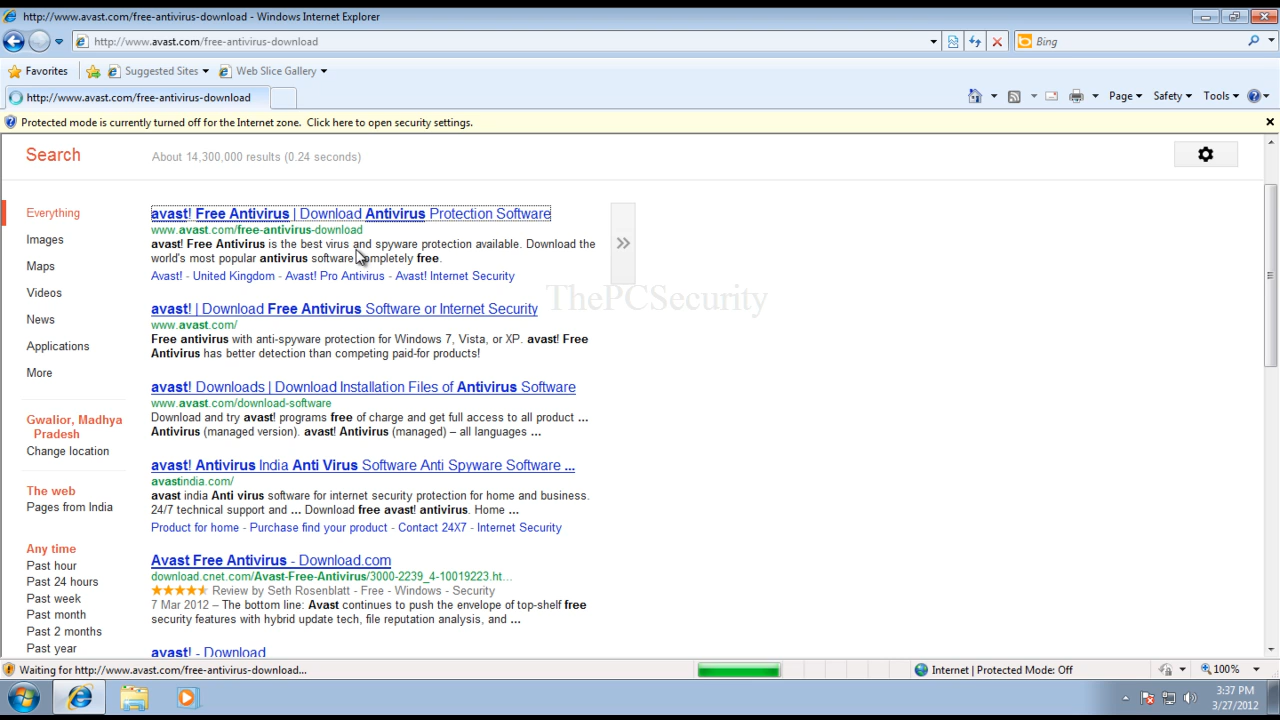 http://www.avast.com/free-antivirus-download - Windows Internet Explorer
http://www.avast.com/free-antivirus-download
Bing
Favorites
Suggested Sites
Web Slice Gallery
http://www.avast.com/free-antivirus-download
Page
Safety
Tools
Protected mode is currently turned off for the Internet zone. Click here to open security settings.
Search
About 14,300,000 results (0.24 seconds)
Everything
Images
Maps
Videos
News
Applications
More
Gwalior, Madhya
Pradesh
Change location
The web
Pages from India
Any time
Past hour
Past 24 hours
Past week
Past month
Past 2 months
Past year
avast! Free Antivirus | Download Antivirus Protection Software
www.avast.com/free-antivirus-download
avast! Free Antivirus is the best virus and spyware protection available. Download the
world's most popular antivirus software completely free.
Avast! - United Kingdom - Avast! Pro Antivirus - Avast! Internet Security
ThePCSecurity
avast! | Download Free Antivirus Software or Internet Security
www.avast.com/
Free antivirus with anti-spyware protection for Windows 7, Vista, or XP. avast! Free
Antivirus has better detection than competing paid-for products!
avast! Downloads | Download Installation Files of Antivirus Software
www.avast.com/download-software
Download and try avast! programs free of charge and get full access to all product ...
Antivirus (managed version). avast! Antivirus (managed) – all languages ...
avast! Antivirus India Anti Virus Software Anti Spyware Software ...
avastindia.com/
avast india Anti virus software for internet security protection for home and business.
24/7 technical support and ... Download free avast! antivirus. Home ...
Product for home - Purchase find your product - Contact 24X7 - Internet Security
Avast Free Antivirus - Download.com
download.cnet.com/Avast-Free-Antivirus/3000-2239_4-10019223.ht...
Review by Seth Rosenblatt - Free - Windows - Security
7 Mar 2012 – The bottom line: Avast continues to push the envelope of top-shelf free
security features with hybrid update tech, file reputation analysis, and ...
avast! - Download
Waiting for http://www.avast.com/free-antivirus-download...
Internet | Protected Mode: Off
100%
3:37 PM
3/27/2012